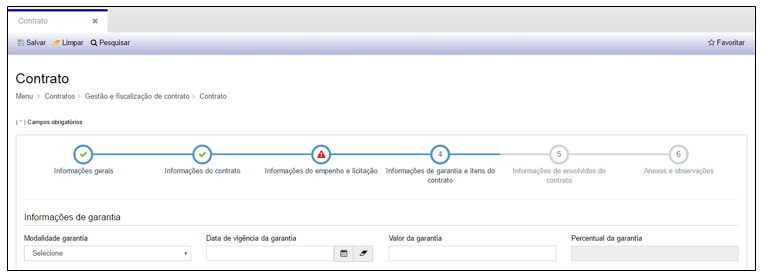 Contrato ×
Salvar Limpar Pesquisar Favoritar
Contrato
Menu > Contratos > Gestão e fiscalização de contrato > Contrato
( * ) Campos obrigatórios
4 5 6
Informações gerais Informações do contrato Informações do empenho e licitação Informações de garantia e itens do contrato Informações de envolvidos do contrato Anexos e observações
Informações de garantia
Modalidade garantia Data de vigência da garantia Valor da garantia Percentual da garantia
Selecione